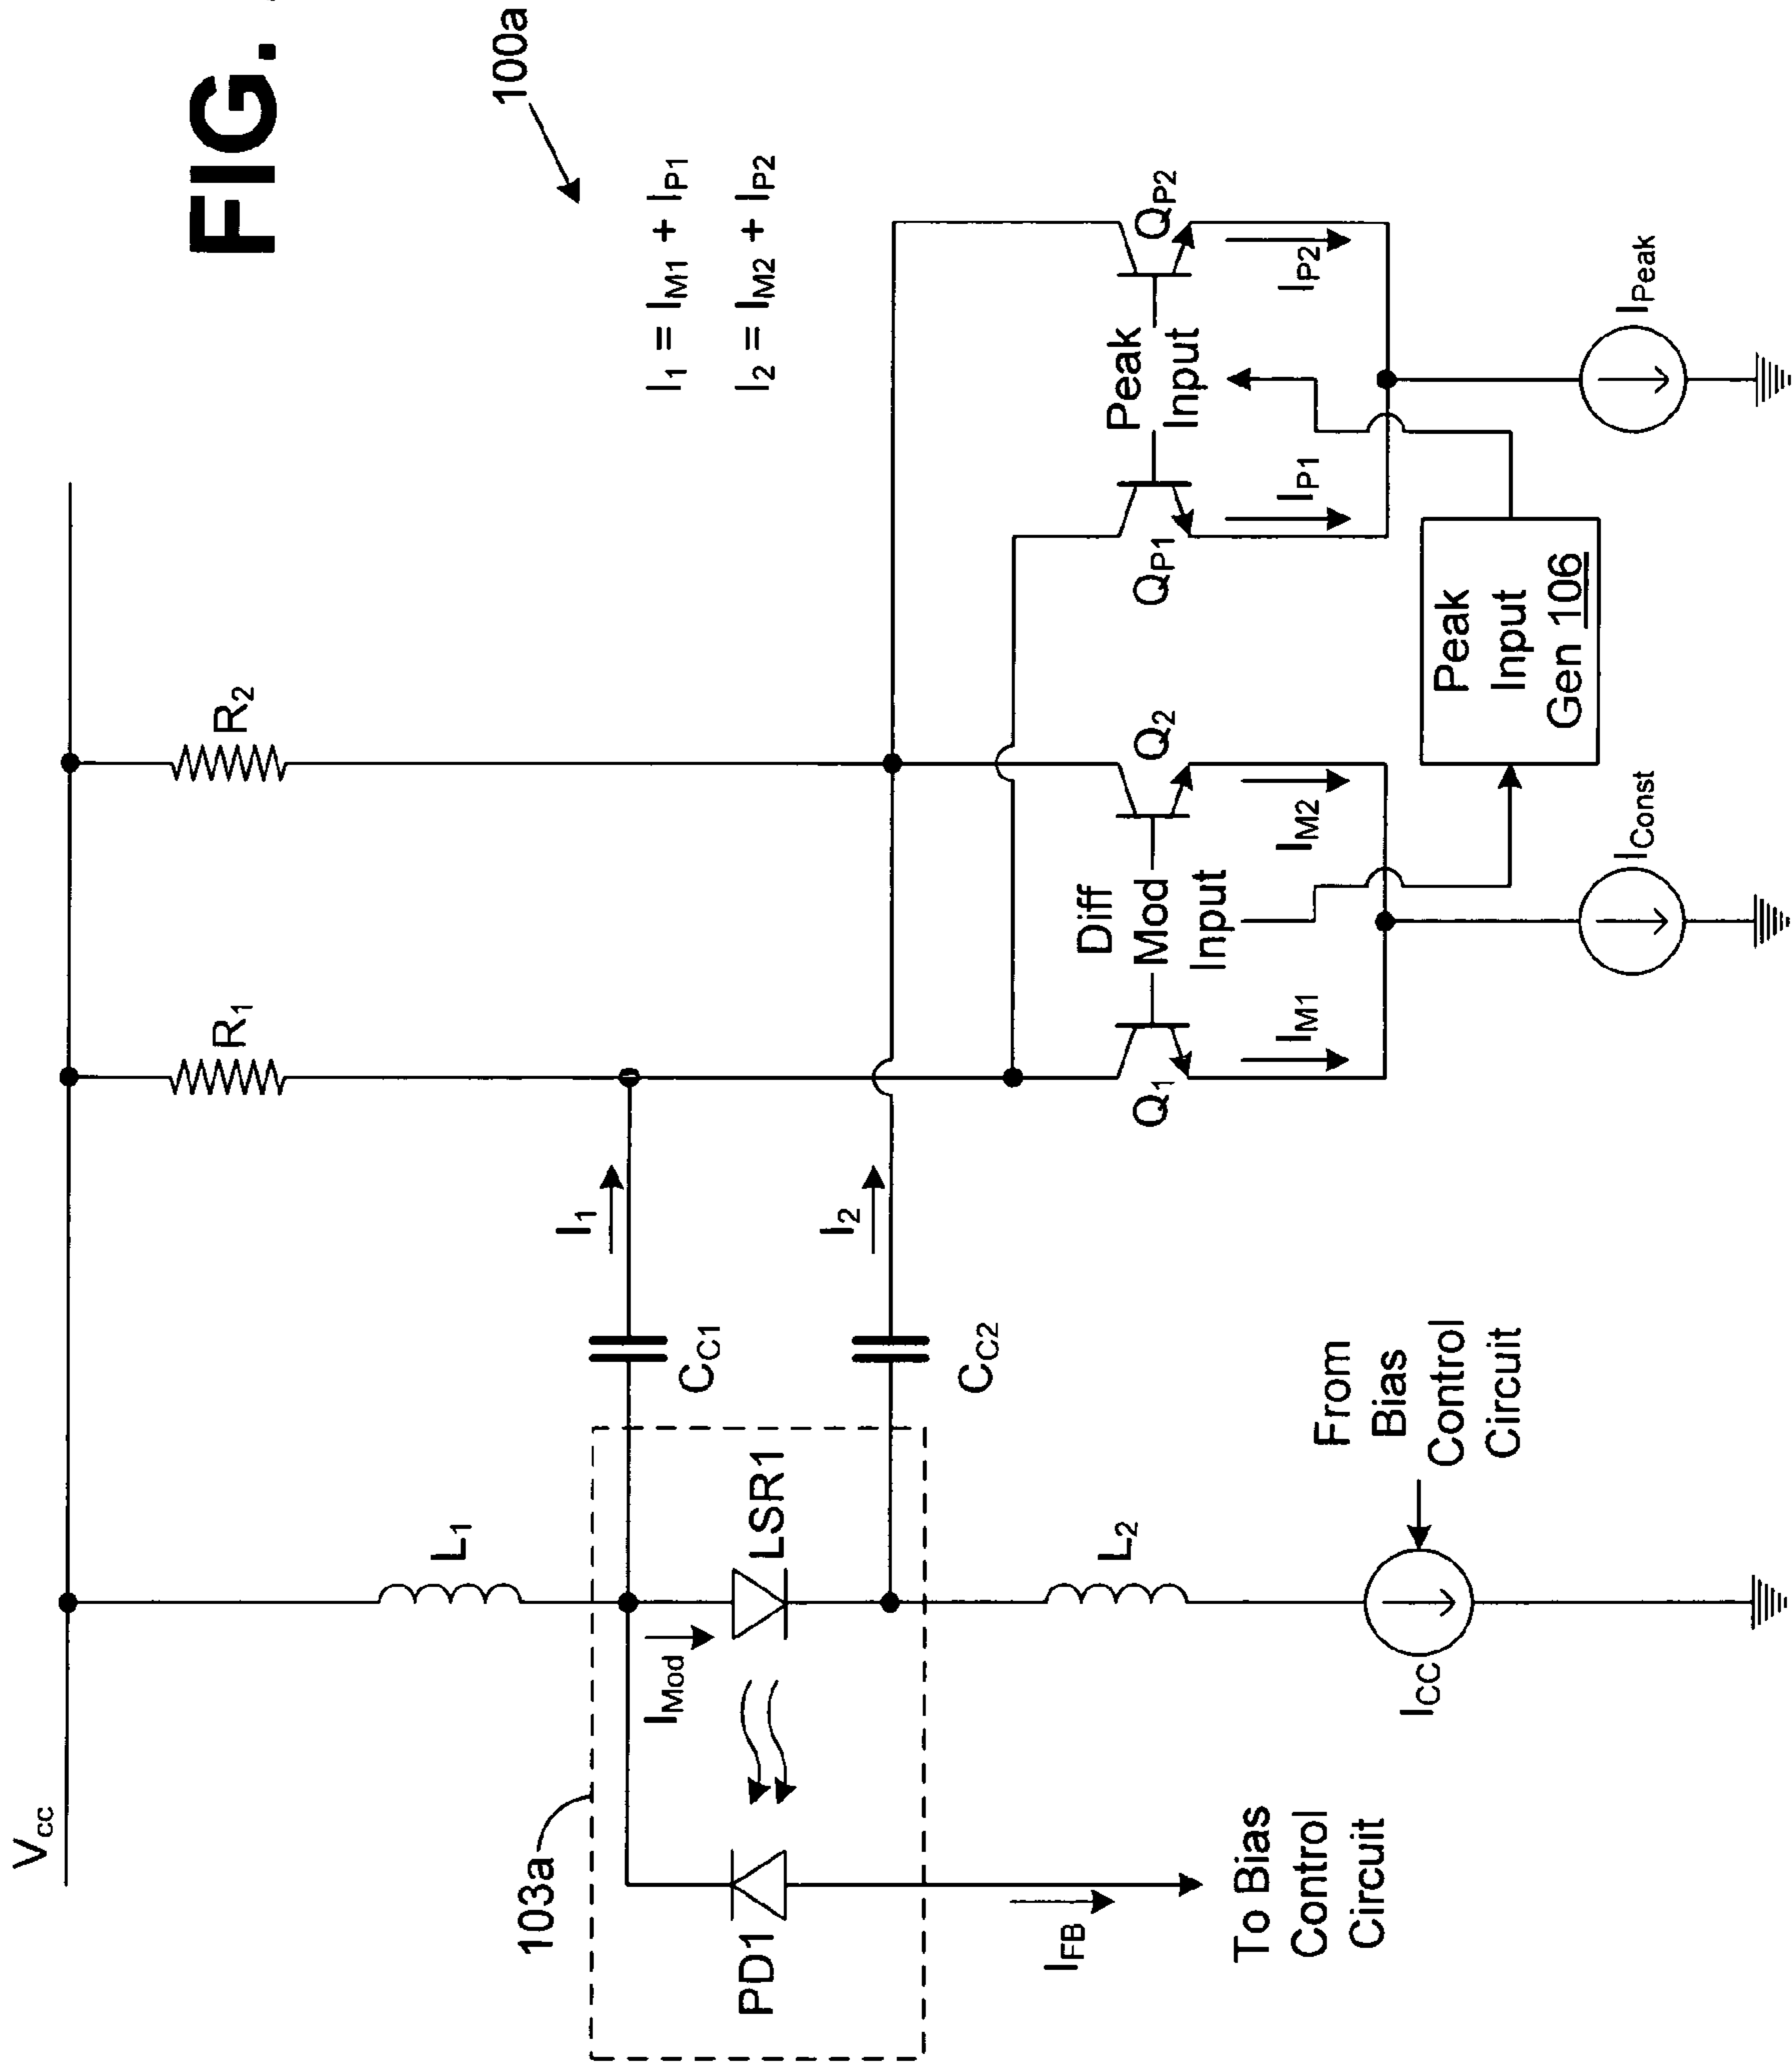 FIG.
100a
I1 = IM1 + IP1
I2 = IM2 + IP2
Vcc
R1
R2
L1
I1
I2
CC1
CC2
103a
PD1
LSR1
IMod
IFB
To Bias
Control
Circuit
L2
ICC
From
Bias
Control
Circuit
Q1
Q2
Diff
Mod
Input
IM1
IM2
IConst
QP1
QP2
Peak
Input
IP1
IP2
IPeak
Peak
Input
Gen 106